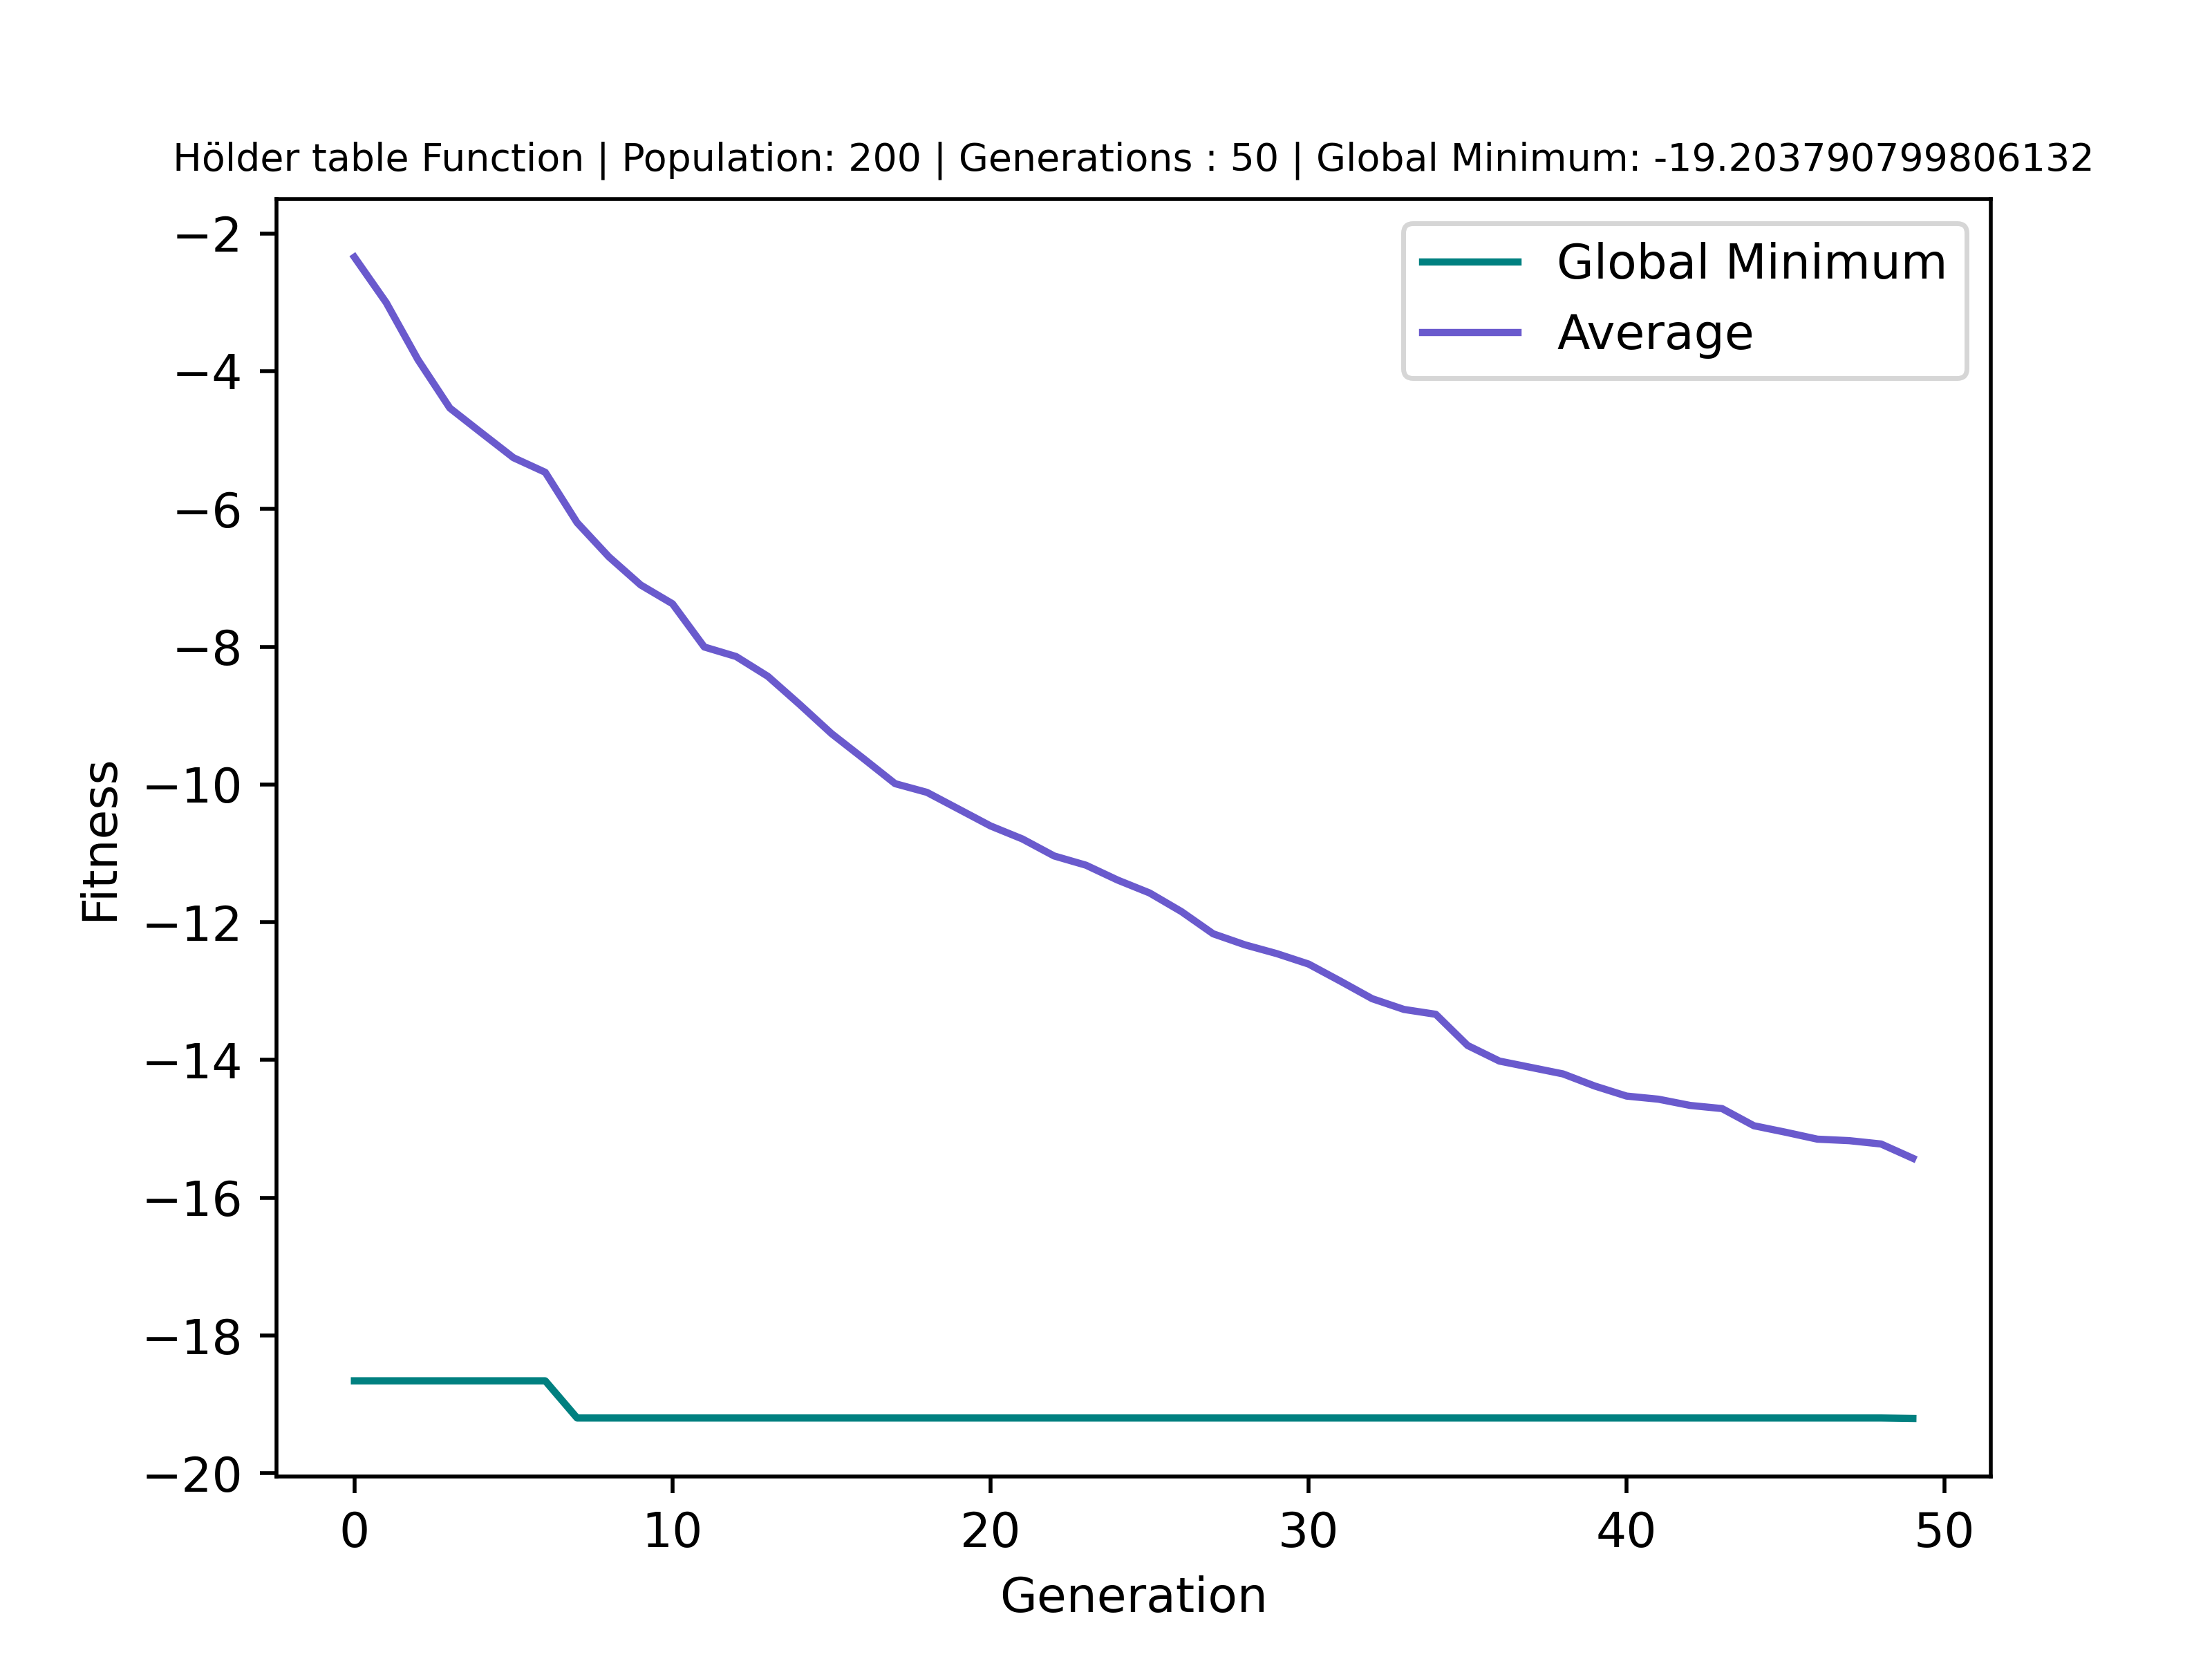 Hölder table Function | Population: 200 | Generations : 50 | Global Minimum: -19.203790799806132
Global Minimum
Average
−2
−4
−6
−8
−10
−12
−14
−16
−18
−20
Fitness
0 10 20 30 40 50
Generation